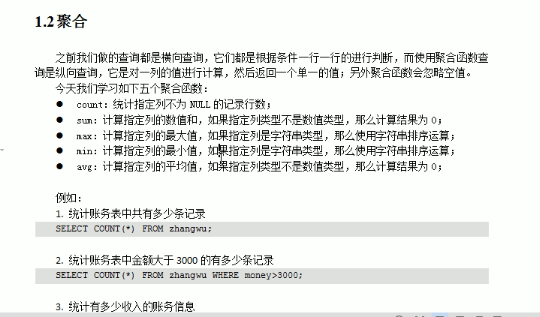 1.2 聚合
之前我们做的查询都是横向查询，它们都是根据条件一行一行的进行判断，而使用聚合函数查
询是纵向查询，它是对一列的值进行计算，然后返回一个单一的值；另外聚合函数会忽略空值。
今天我们学习如下五个聚合函数：
● count：统计指定列不为 NULL 的记录行数；
● sum：计算指定列的数值和，如果指定列类型不是数值类型，那么计算结果为 0；
● max：计算指定列的最大值，如果指定列是字符串类型，那么使用字符串排序运算；
● min：计算指定列的最小值，如果指定列是字符串类型，那么使用字符串排序运算；
● avg：计算指定列的平均值，如果指定列类型不是数值类型，那么计算结果为 0；
例如：
1. 统计账务表中共有多少条记录
SELECT COUNT(*) FROM zhangwu;
2. 统计账务表中金额大于 3000 的有多少条记录
SELECT COUNT(*) FROM zhangwu WHERE money>3000;
3. 统计有多少收入的账务信息